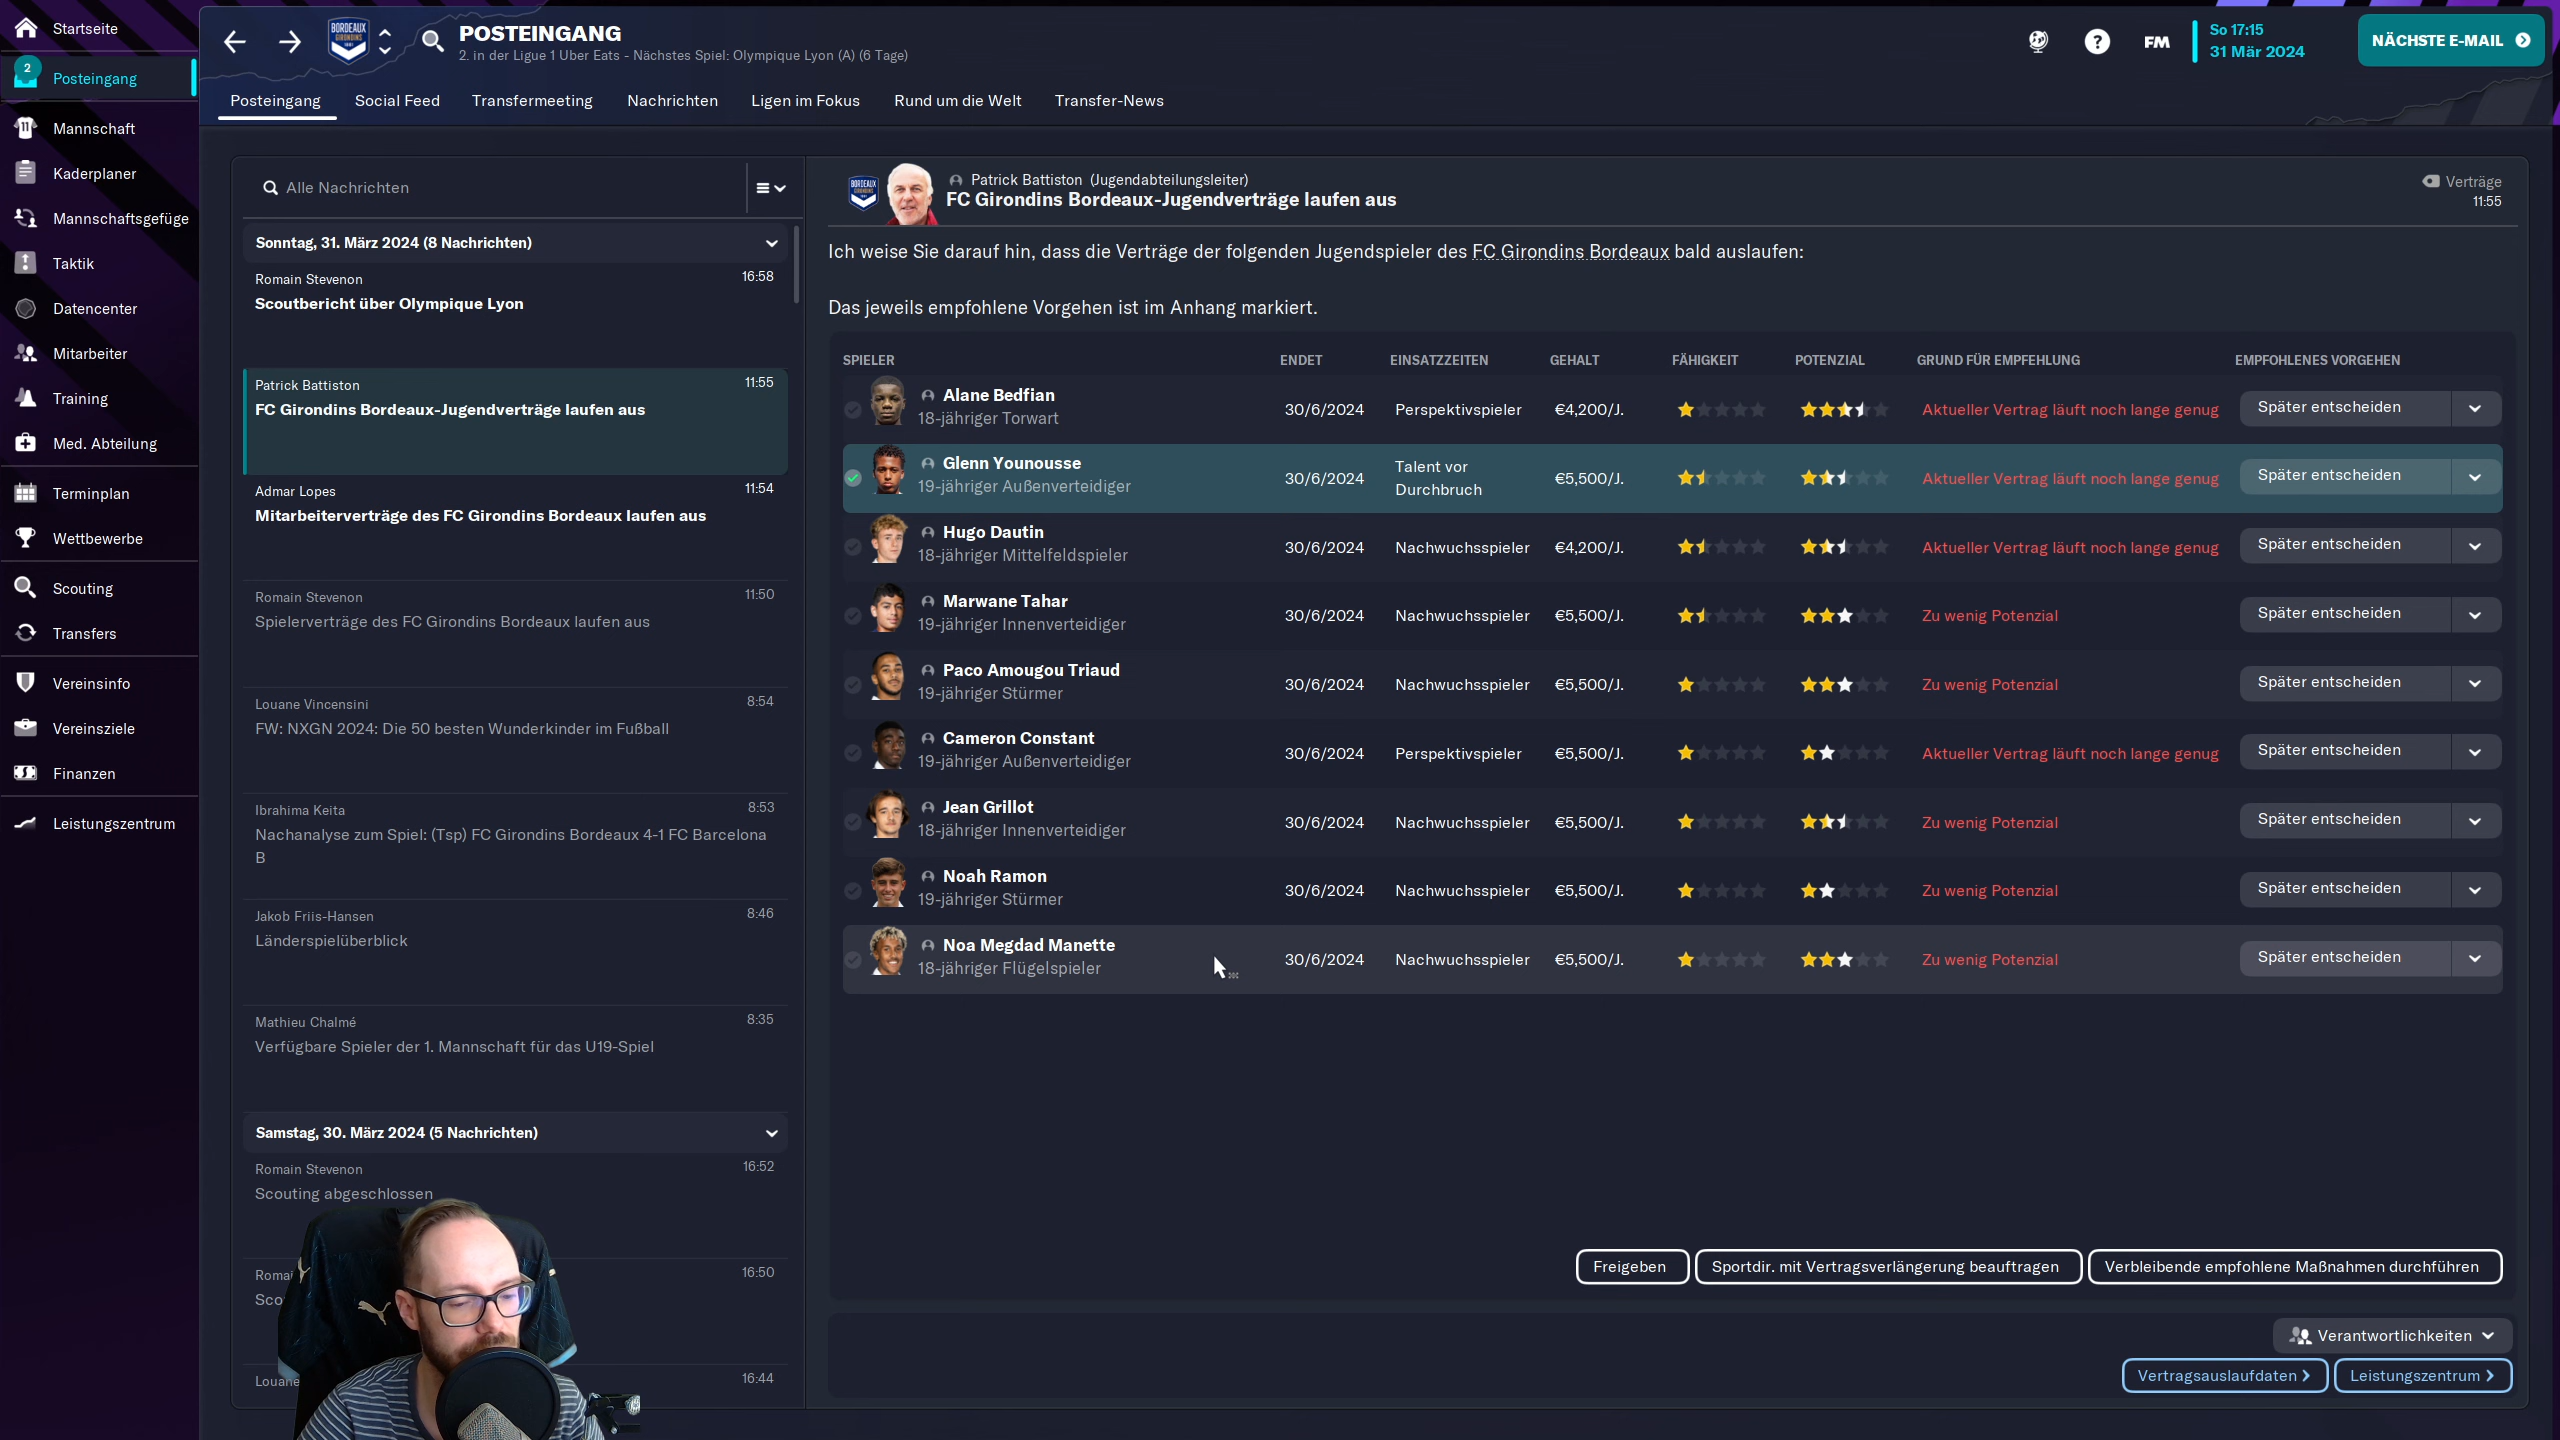 Startseite
2
Posteingang
Mannschaft
Kaderplaner
Mannschaftsgefüge
Taktik
Datencenter
Mitarbeiter
Training
Med. Abteilung
Terminplan
Wettbewerbe
Scouting
Transfers
Vereinsinfo
Vereinsziele
Finanzen
Leistungszentrum
BORDEAUX
GIRONDINS
POSTEINGANG
2. in der Ligue 1 Uber Eats - Nächstes Spiel: Olympique Lyon (A) (6 Tage)
FM
So 17:15
31 Mär 2024
NÄCHSTE E-MAIL
Posteingang Social Feed Transfermeeting Nachrichten Ligen im Fokus Rund um die Welt Transfer-News
Alle Nachrichten
Sonntag, 31. März 2024 (8 Nachrichten)
Romain Stevenon 16:58
Scoutbericht über Olympique Lyon
Patrick Battiston 11:55
FC Girondins Bordeaux-Jugendverträge laufen aus
Admar Lopes 11:54
Mitarbeiterverträge des FC Girondins Bordeaux laufen aus
Romain Stevenon 11:50
Spielerverträge des FC Girondins Bordeaux laufen aus
Louane Vincensini 8:54
FW: NXGN 2024: Die 50 besten Wunderkinder im Fußball
Ibrahima Keita 8:53
Nachanalyse zum Spiel: (Tsp) FC Girondins Bordeaux 4-1 FC Barcelona
B
Jakob Friis-Hansen 8:46
Länderspielüberblick
Mathieu Chalmé 8:35
Verfügbare Spieler der 1. Mannschaft für das U19-Spiel
Samstag, 30. März 2024 (5 Nachrichten)
Romain Stevenon 16:52
Scouting abgeschlossen
Romai 16:50
Sco
Louane 16:44
BORDEAUX
GIRONDINS
Patrick Battiston (Jugendabteilungsleiter)
FC Girondins Bordeaux-Jugendverträge laufen aus
Verträge
11:55
Ich weise Sie darauf hin, dass die Verträge der folgenden Jugendspieler des FC Girondins Bordeaux bald auslaufen:
Das jeweils empfohlene Vorgehen ist im Anhang markiert.
SPIELER ENDET EINSATZZEITEN GEHALT FÄHIGKEIT POTENZIAL GRUND FÜR EMPFEHLUNG EMPFOHLENES VORGEHEN
Alane Bedfian
18-jähriger Torwart
30/6/2024 Perspektivspieler €4,200/J. Aktueller Vertrag läuft noch lange genug Später entscheiden
Glenn Younousse
19-jähriger Außenverteidiger
30/6/2024 Talent vor
Durchbruch
€5,500/J. Aktueller Vertrag läuft noch lange genug Später entscheiden
Hugo Dautin
18-jähriger Mittelfeldspieler
30/6/2024 Nachwuchsspieler €4,200/J. Aktueller Vertrag läuft noch lange genug Später entscheiden
Marwane Tahar
19-jähriger Innenverteidiger
30/6/2024 Nachwuchsspieler €5,500/J. Zu wenig Potenzial Später entscheiden
Paco Amougou Triaud
19-jähriger Stürmer
30/6/2024 Nachwuchsspieler €5,500/J. Zu wenig Potenzial Später entscheiden
Cameron Constant
19-jähriger Außenverteidiger
30/6/2024 Perspektivspieler €5,500/J. Aktueller Vertrag läuft noch lange genug Später entscheiden
Jean Grillot
18-jähriger Innenverteidiger
30/6/2024 Nachwuchsspieler €5,500/J. Zu wenig Potenzial Später entscheiden
Noah Ramon
19-jähriger Stürmer
30/6/2024 Nachwuchsspieler €5,500/J. Zu wenig Potenzial Später entscheiden
Noa Megdad Manette
18-jähriger Flügelspieler
30/6/2024 Nachwuchsspieler €5,500/J. Zu wenig Potenzial Später entscheiden
Freigeben Sportdir. mit Vertragsverlängerung beauftragen Verbleibende empfohlene Maßnahmen durchführen
Verantwortlichkeiten
Vertragsauslaufdaten Leistungszentrum